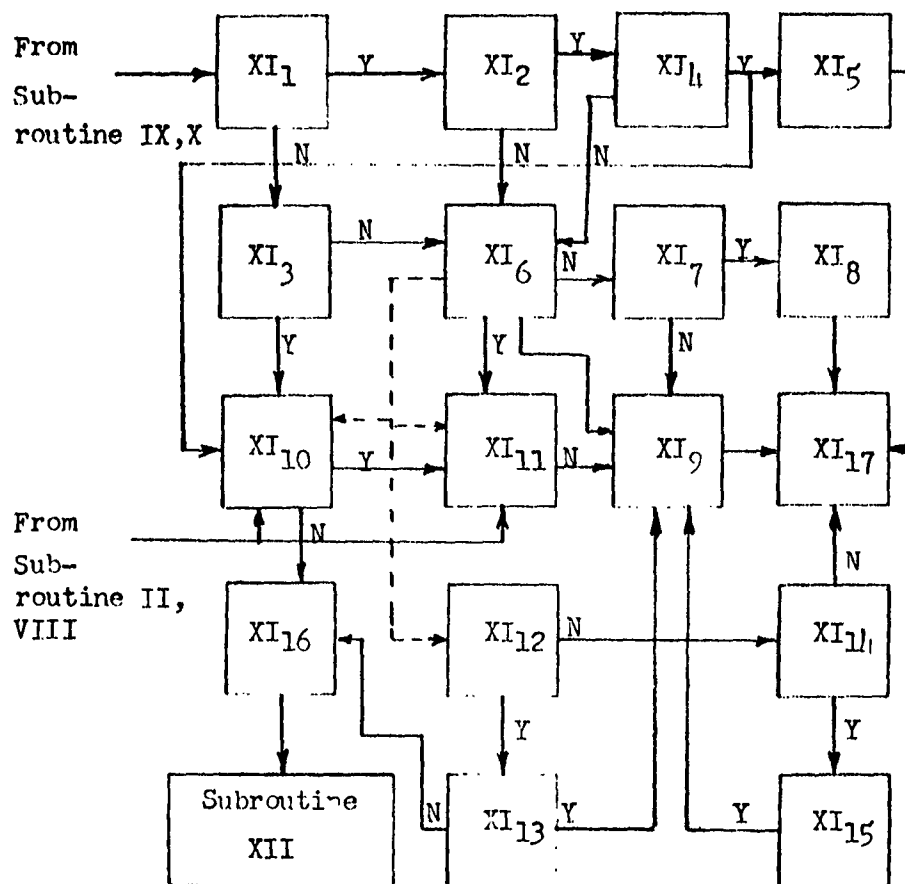 From
Sub-
routine IX,X
XI1 Y XI2 Y XI4 Y XI5
N N N
XI3 N XI6 N XI7 Y XI8
Y Y N
XI10 Y XI11 N XI9 XI17
From
Sub-
routine II,
VIII
N N
XI16 XI12 N XI14
Y Y
Subroutine
XII
N XI13 Y Y XI15